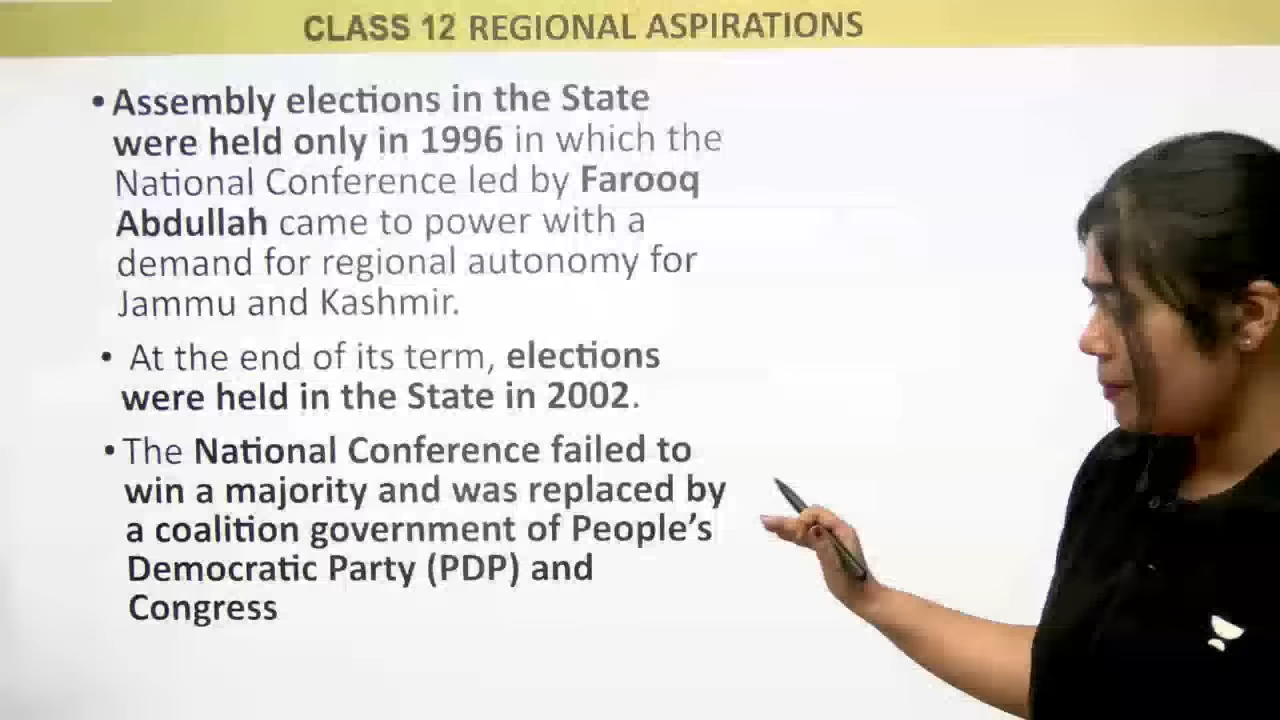 CLASS 12 REGIONAL ASPIRATIONS
• Assembly elections in the State
were held only in 1996 in which the
National Conference led by Farooq
Abdullah came to power with a
demand for regional autonomy for
Jammu and Kashmir.
• At the end of its term, elections
were held in the State in 2002.
• The National Conference failed to
win a majority and was replaced by
a coalition government of People’s
Democratic Party (PDP) and
Congress